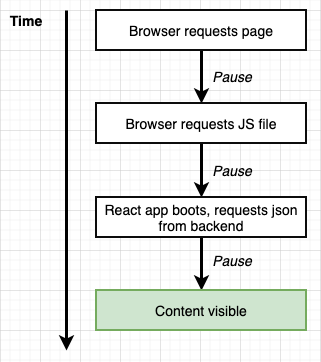 Time
Browser requests page
Pause
Browser requests JS file
Pause
React app boots, requests json
from backend
Pause
Content visible